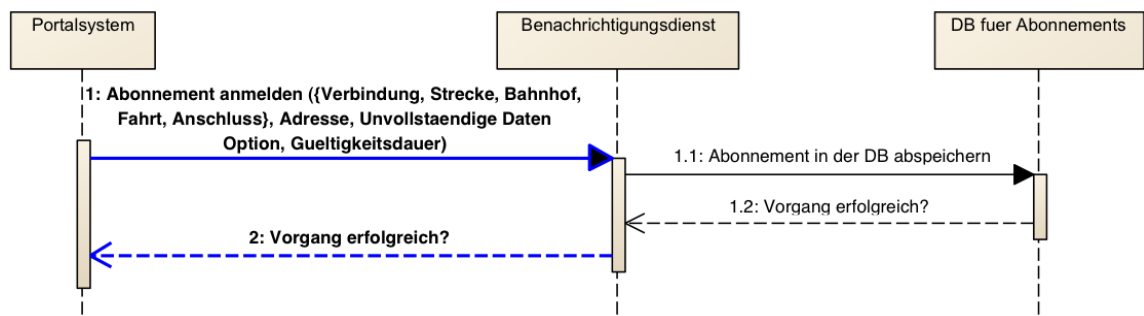 Portalsystem
Benachrichtigungsdienst
DB fuer Abonnements
1: Abonnement anmelden ({Verbindung, Strecke, Bahnhof,
Fahrt, Anschluss}, Adresse, Unvollstaendige Daten
Option, Gueltigkeitsdauer)
1.1: Abonnement in der DB abspeichern
1.2: Vorgang erfolgreich?
2: Vorgang erfolgreich?